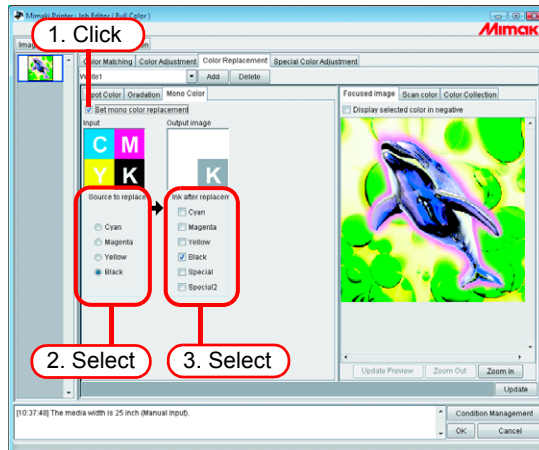 Mimaki Printer : Job Editor ( Full Color )
Mimaki
1. Click
Color Matching Color Adjustment Color Replacement Special Color Adjustment
Add Delete
Spot Color Gradation Mono Color
Focused image Scan color Color Collection
Set mono color replacement
Display selected color in negative
Input Output image
C M
Y K K
Source to replace Ink after replacem
Cyan Cyan
Magenta Magenta
Yellow Yellow
Black Black
Special
Special2
2. Select 3. Select
Update Preview Zoom Out Zoom In
Update
[10:37:48] The media width is 25 inch (Manual Input).
Condition Management
OK Cancel